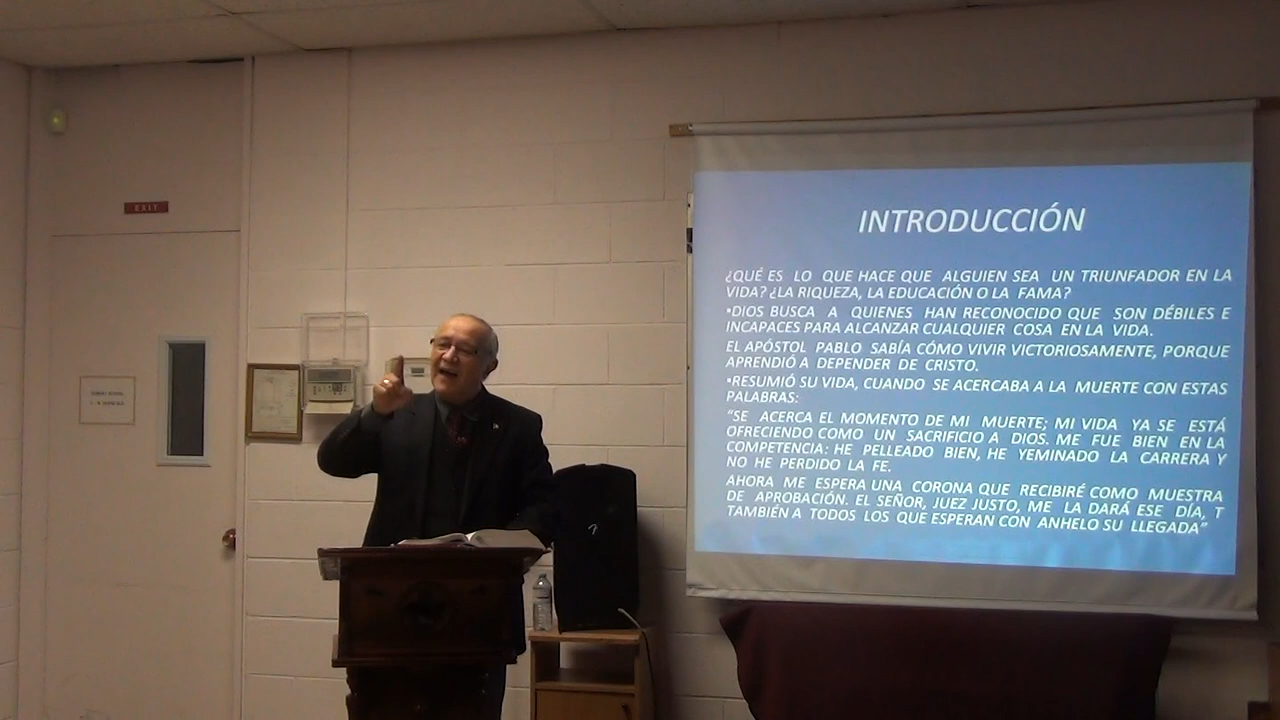 EXIT
INTRODUCCIÓN
¿QUÉ ES LO QUE HACE QUE ALGUIEN SEA UN TRIUNFADOR EN LA
VIDA? ¿LA RIQUEZA, LA EDUCACIÓN O LA FAMA?
•DIOS BUSCA A QUIENES HAN RECONOCIDO QUE SON DÉBILES E
INCAPACES PARA ALCANZAR CUALQUIER COSA EN LA VIDA.
EL APÓSTOL PABLO SABÍA CÓMO VIVIR VICTORIOSAMENTE, PORQUE
APRENDIÓ A DEPENDER DE CRISTO.
•RESUMIÓ SU VIDA, CUANDO SE ACERCABA A LA MUERTE CON ESTAS
PALABRAS:
"SE ACERCA EL MOMENTO DE MI MUERTE; MI VIDA YA SE ESTÁ
OFRECIENDO COMO UN SACRIFICIO A DIOS. ME FUE BIEN EN LA
COMPETENCIA: HE PELLEADO BIEN, HE YEMINADO LA CARRERA Y
NO HE PERDIDO LA FE.
AHORA ME ESPERA UNA CORONA QUE RECIBIRÉ COMO MUESTRA
DE APROBACIÓN. EL SEÑOR, JUEZ JUSTO, ME LA DARÁ ESE DÍA, T
TAMBIÉN A TODOS LOS QUE ESPERAN CON ANHELO SU LLEGADA"